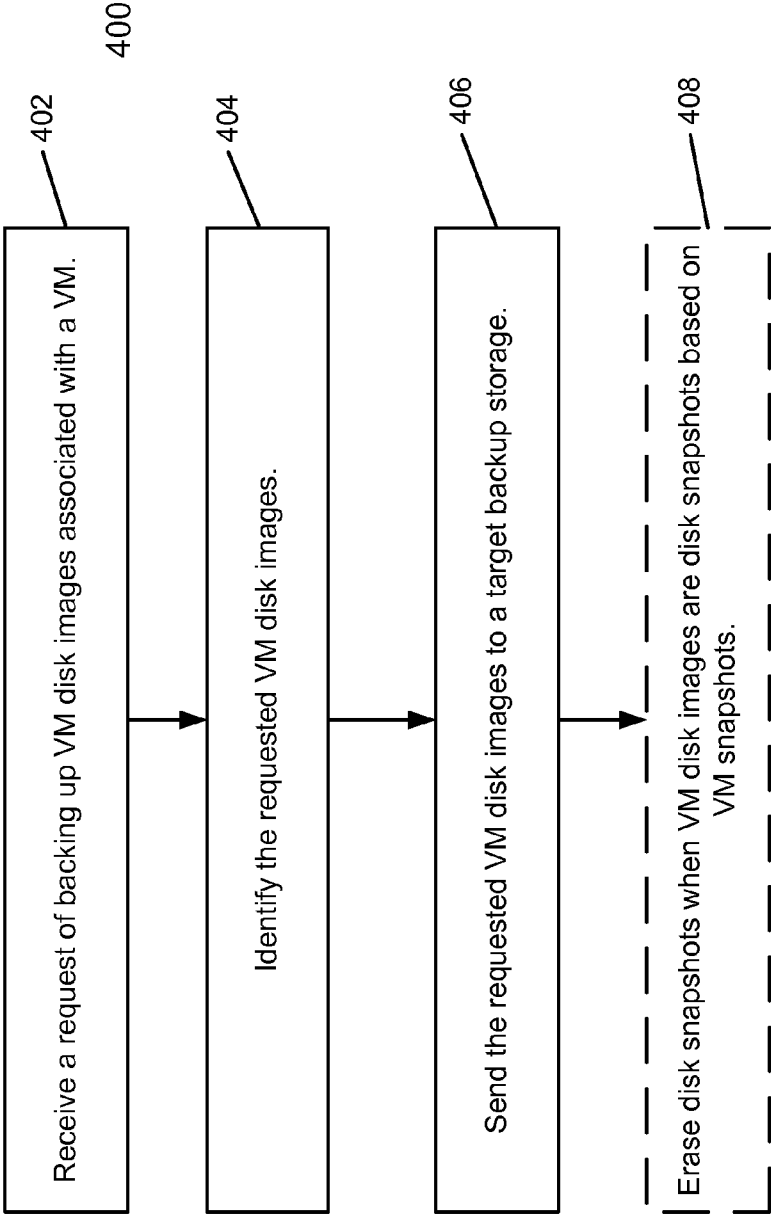 400
402
Receive a request of backing up VM disk images associated with a VM.
404
Identify the requested VM disk images.
406
Send the requested VM disk images to a target backup storage.
408
Erase disk snapshots when VM disk images are disk snapshots based on
VM snapshots.